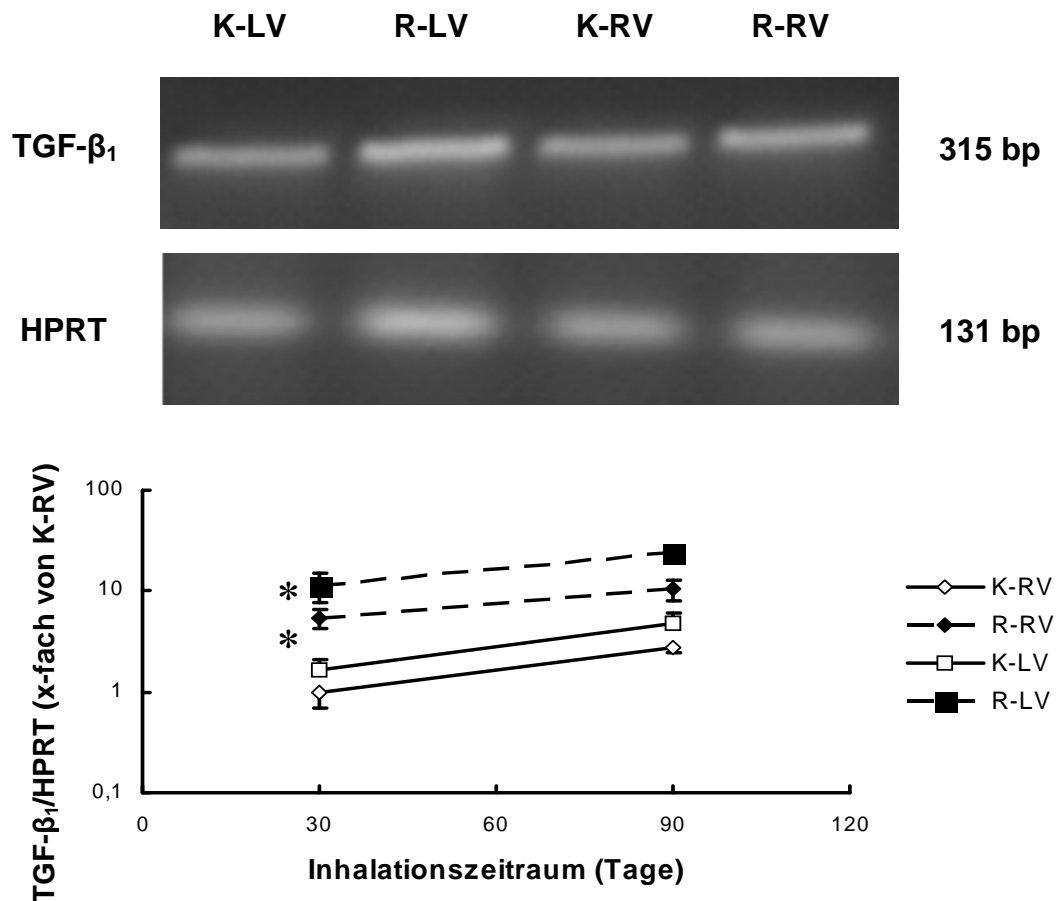 K-LV R-LV K-RV R-RV
TGF-β₁ 315 bp
HPRT 131 bp
TGF-β₁/HPRT (x-fach von K-RV)
100
10
1
0,1
*
*
0 30 60 90 120
Inhalationszeitraum (Tage)
K-RV
R-RV
K-LV
R-LV